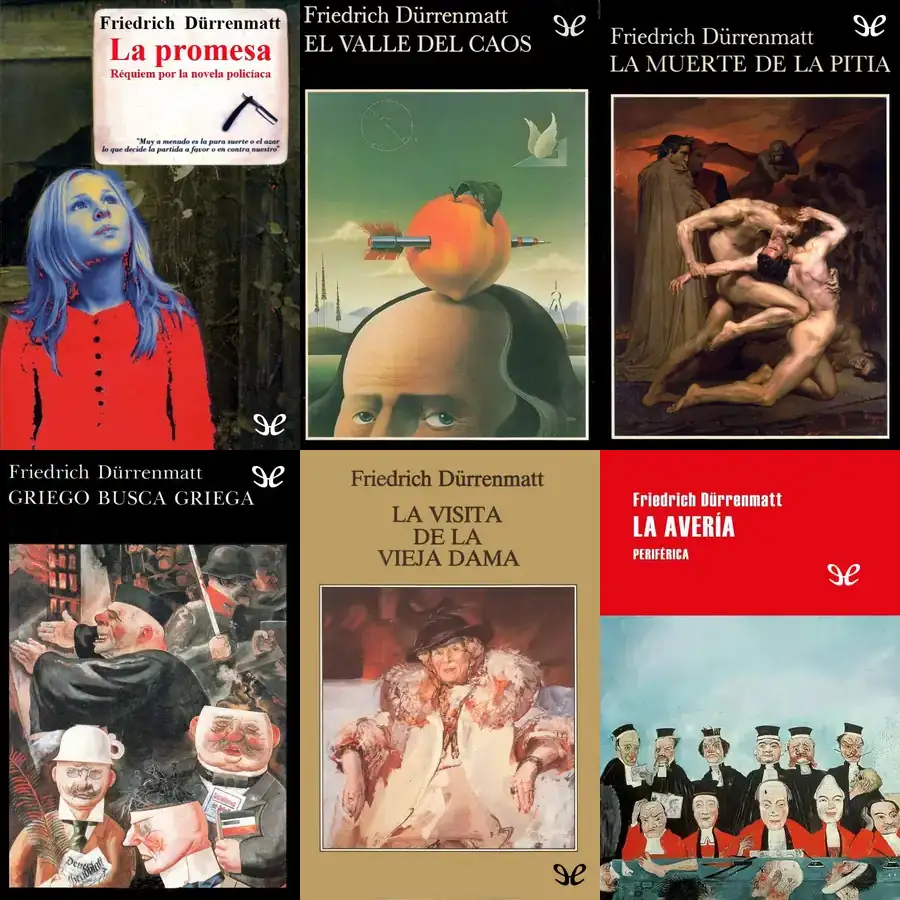 Friedrich Dürrenmatt
La promesa
Réquiem por la novela policíaca
"Muy a menudo es la pura suerte o el azar
lo que decide la partida a favor o en contra nuestro"
Friedrich Dürrenmatt
EL VALLE DEL CAOS
Friedrich Dürrenmatt
LA MUERTE DE LA PITIA
Friedrich Dürrenmatt
GRIEGO BUSCA GRIEGA
Friedrich Dürrenmatt
LA VISITA
DE LA
VIEJA DAMA
Friedrich Dürrenmatt
LA AVERÍA
PERIFÉRICA